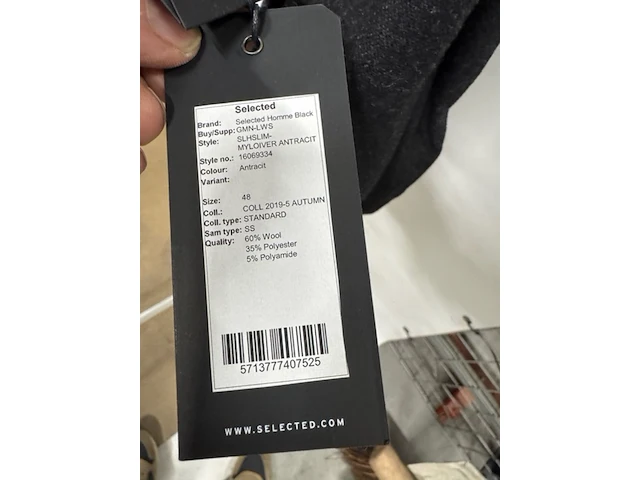 Selected
Brand: Selected Homme Black
Buy/Supp: GMN-LWS
Style: SLHSLIM-
MYLOIVER ANTRACIT
Style no.: 16069334
Colour: Antracit
Variant:
Size: 48
Coll.: COLL 2019-5 AUTUMN
Coll. type: STANDARD
Sam type: SS
Quality: 60% Wool
35% Polyester
5% Polyamide
5713777407525
WWW.SELECTED.COM